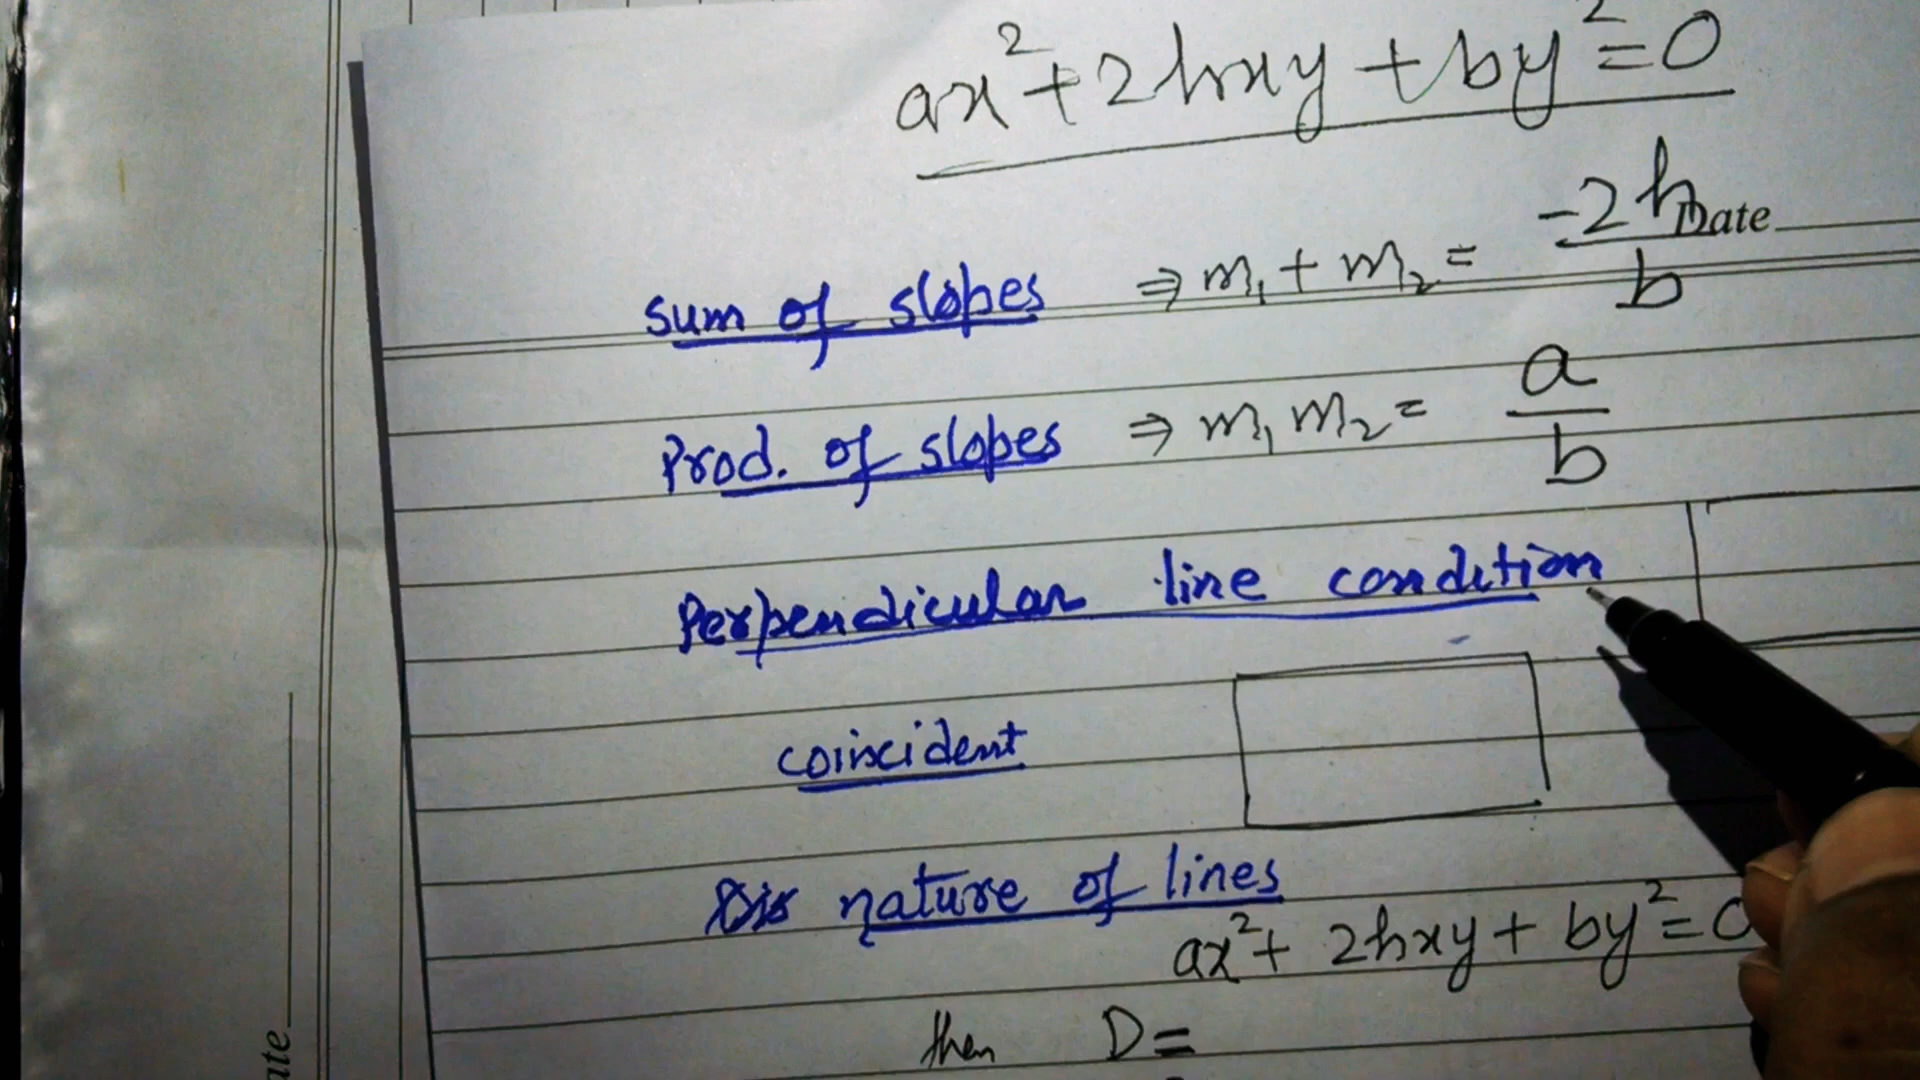 ax²+2hxy+by²=0
Date
sum of slopes ⇒ m₁+m₂ = -2h/b
Prod. of slopes ⇒ m₁m₂ = a/b
Perpendicular line condition
coincident
nature of lines
ax²+ 2hxy+ by²=0
then D=
ate